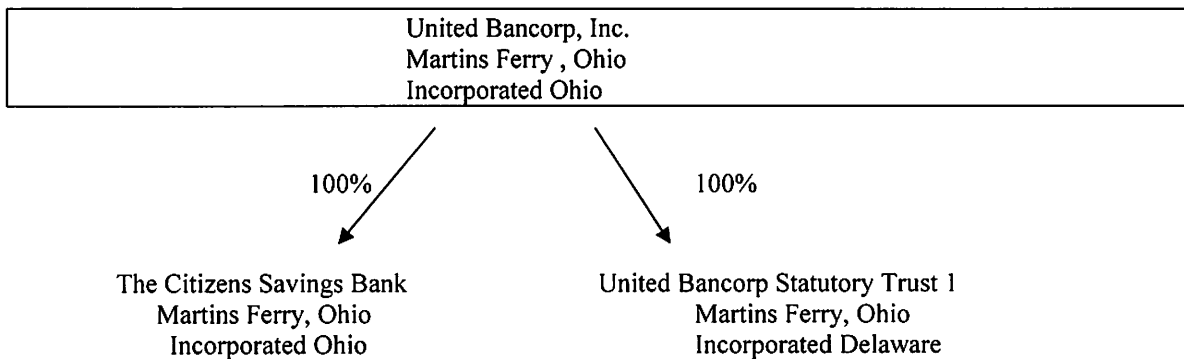 United Bancorp, Inc.
Martins Ferry , Ohio
Incorporated Ohio
100%
100%
The Citizens Savings Bank
Martins Ferry, Ohio
Incorporated Ohio
United Bancorp Statutory Trust 1
Martins Ferry, Ohio
Incorporated Delaware